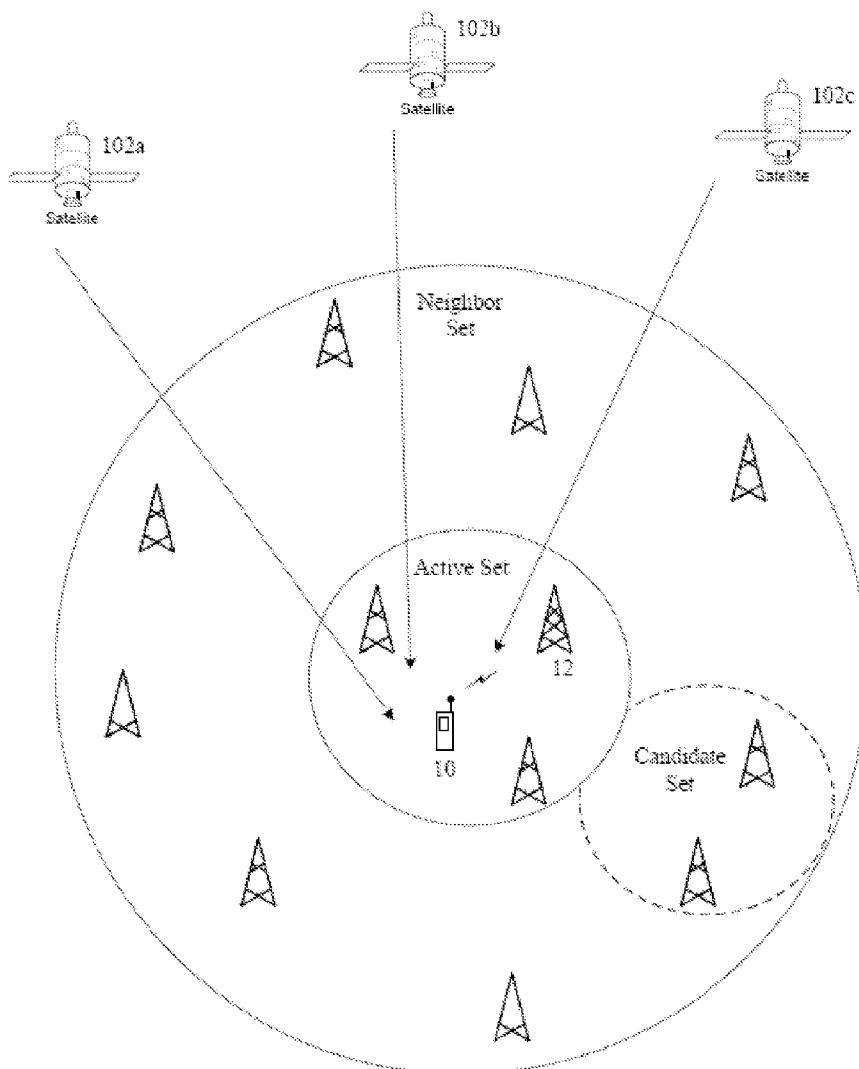 102b
Satellite
102c
Satellite
102a
Satellite
Neighbor
Set
Active Set
12
10
Candidate
Set